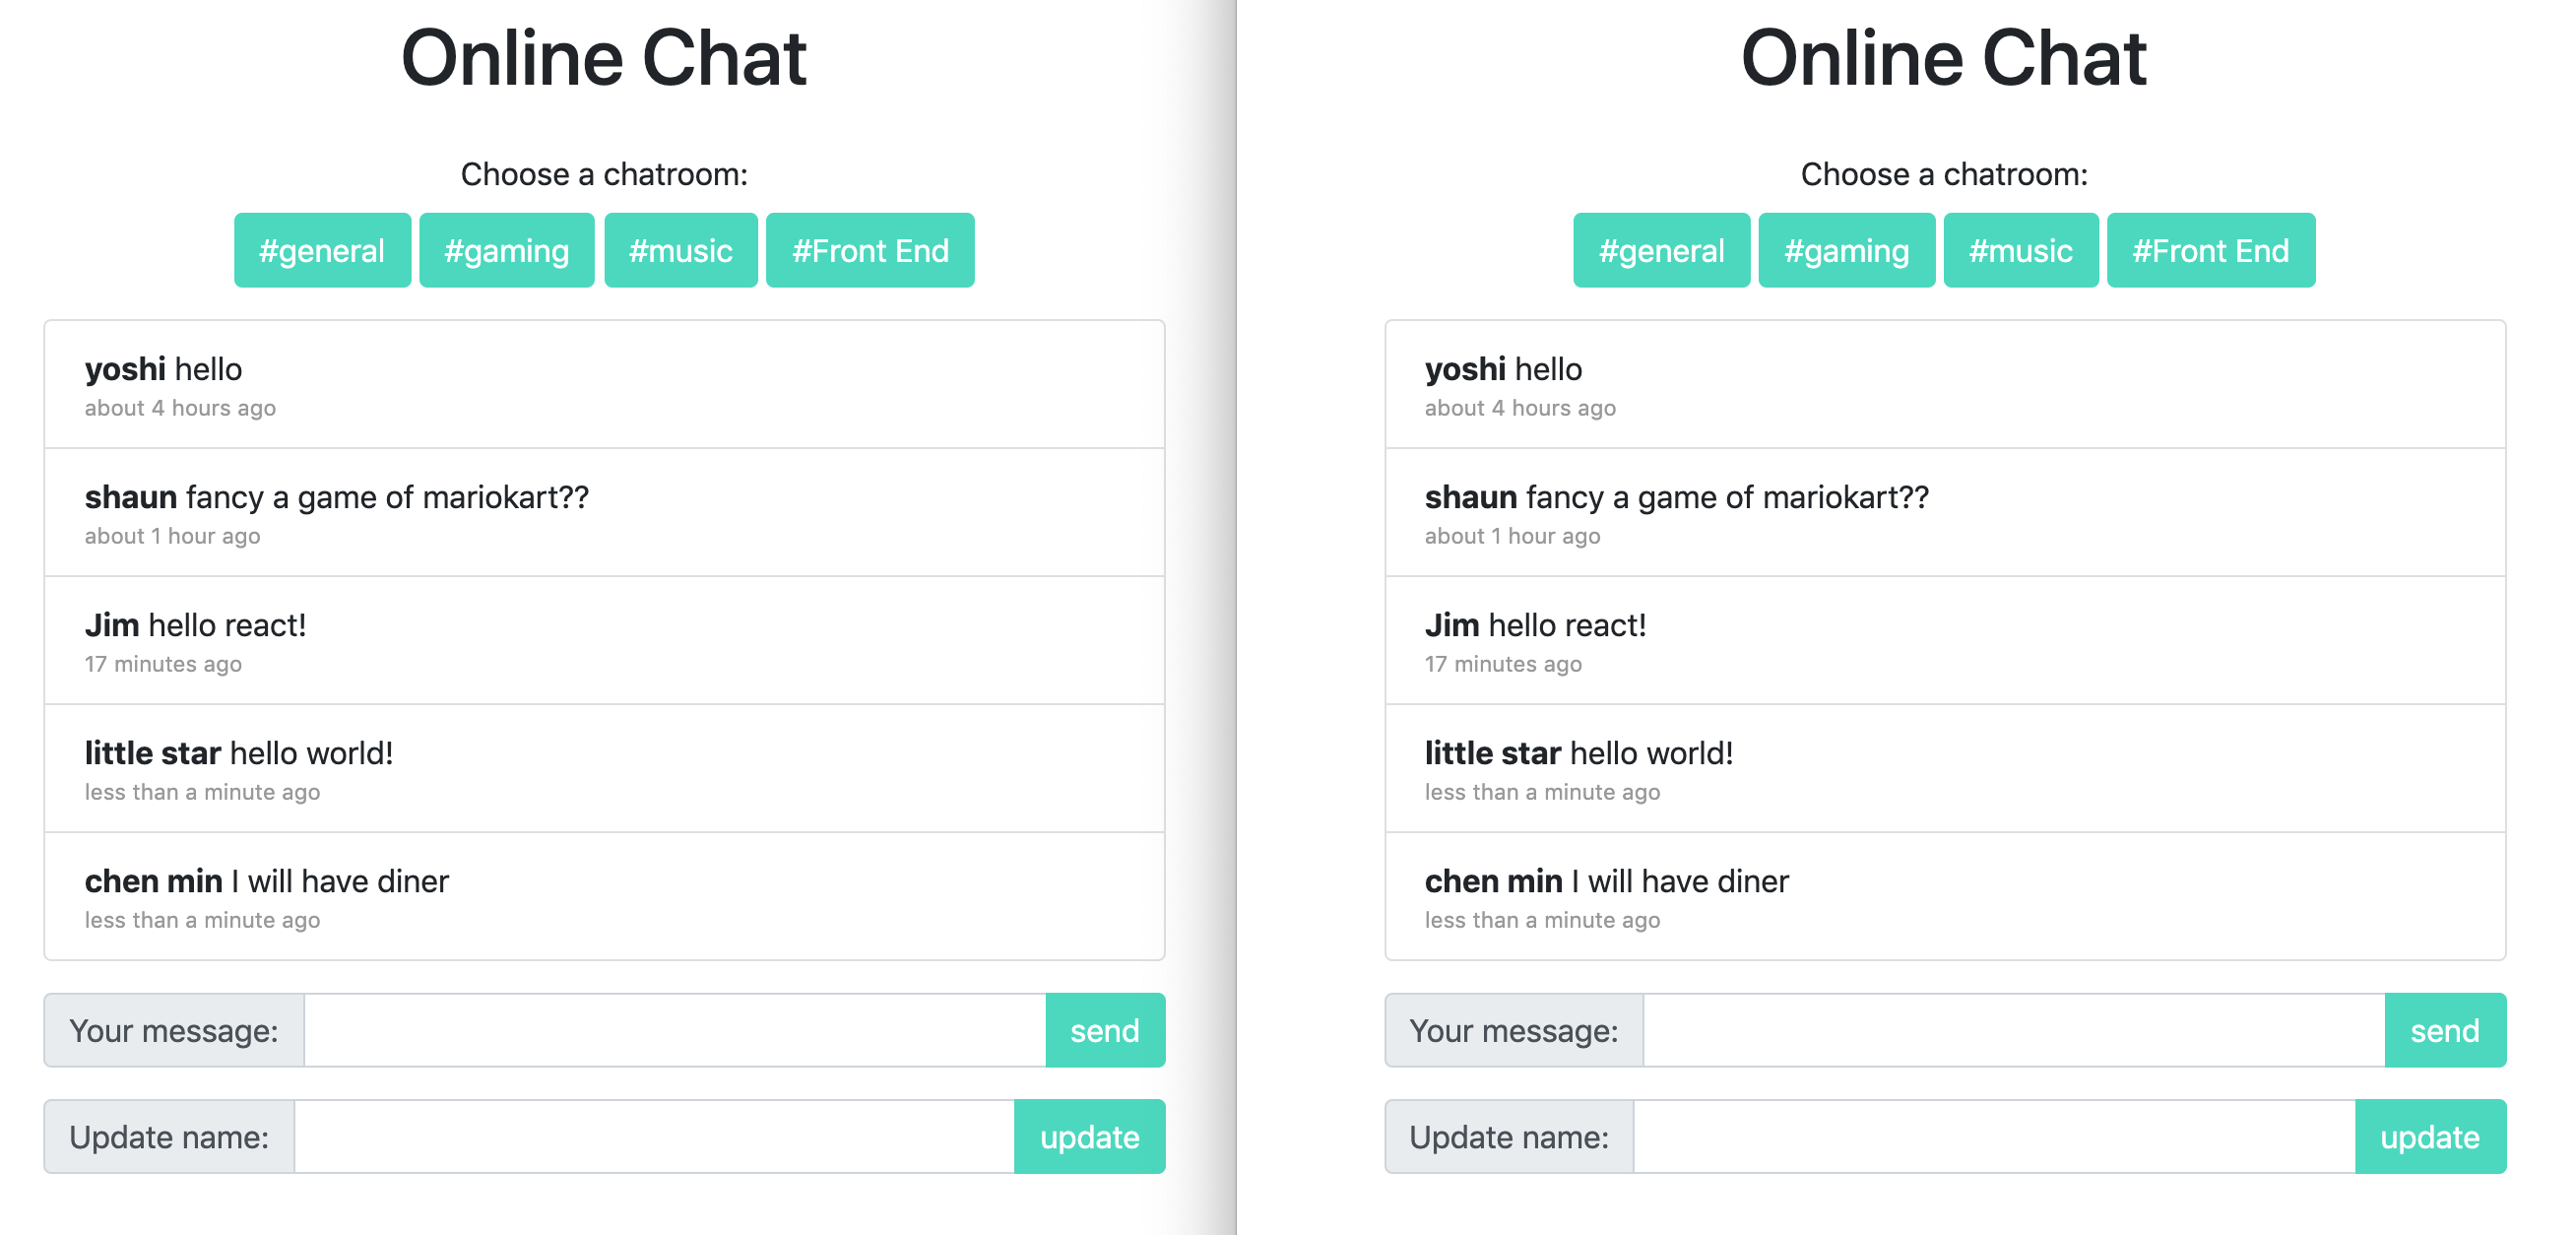 Online Chat
Choose a chatroom:
#general #gaming #music #Front End
yoshi hello
about 4 hours ago
shaun fancy a game of mariokart??
about 1 hour ago
Jim hello react!
17 minutes ago
little star hello world!
less than a minute ago
chen min I will have diner
less than a minute ago
Your message: send
Update name: update
Online Chat
Choose a chatroom:
#general #gaming #music #Front End
yoshi hello
about 4 hours ago
shaun fancy a game of mariokart??
about 1 hour ago
Jim hello react!
17 minutes ago
little star hello world!
less than a minute ago
chen min I will have diner
less than a minute ago
Your message: send
Update name: update